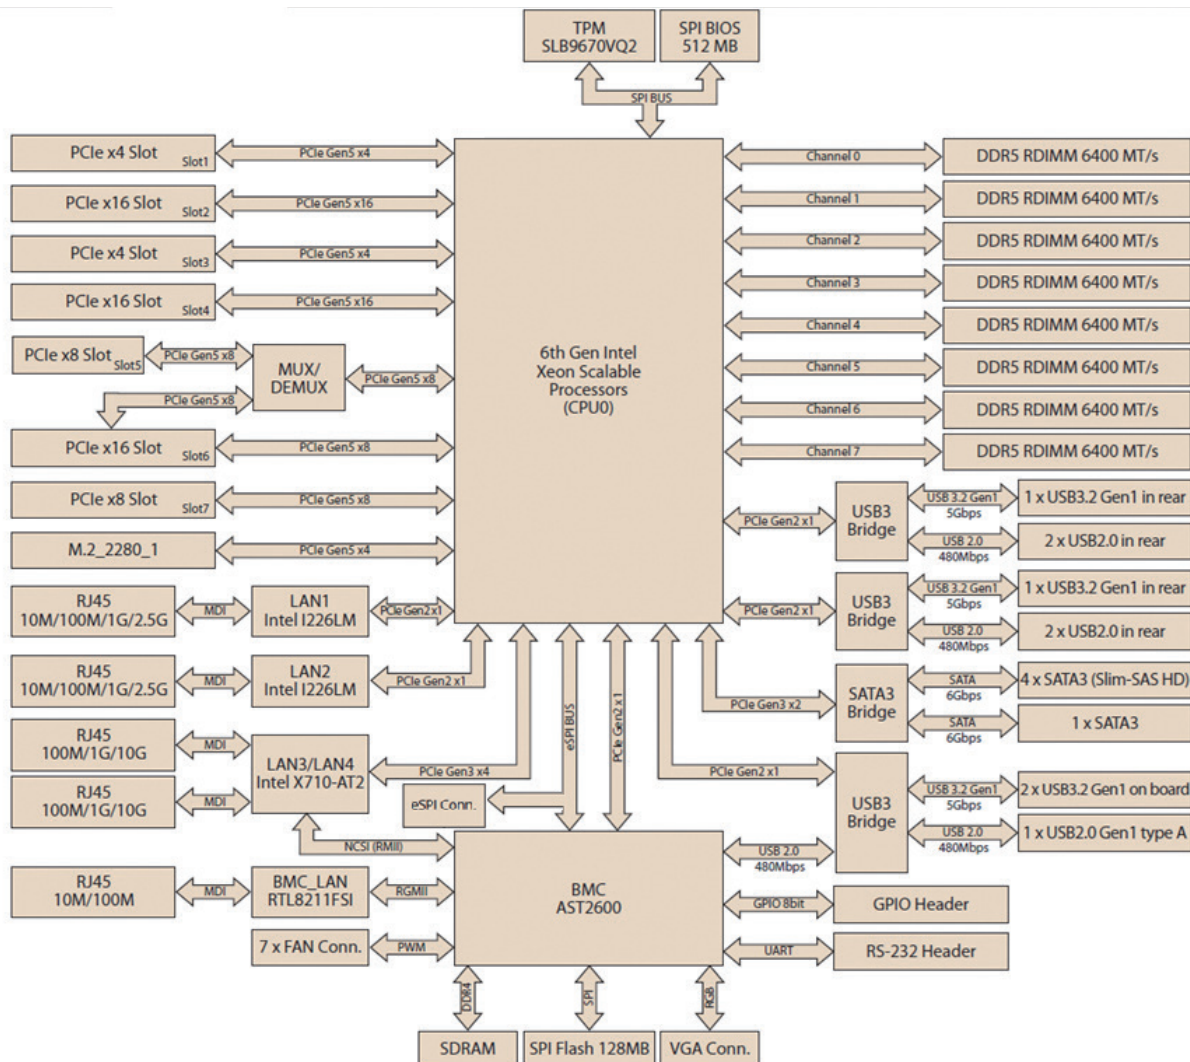 TPM
SLB9670VQ2
SPI BIOS
512 MB
SPI BUS
PCIe x4 Slot
Slot1
PCIe Gen5 x4
PCIe x16 Slot
Slot2
PCIe Gen5 x16
PCIe x4 Slot
Slot3
PCIe Gen5 x4
PCIe x16 Slot
Slot4
PCIe Gen5 x16
PCIe x8 Slot
Slot5
PCIe Gen5 x8
MUX/
DEMUX
PCIe Gen5 x8
PCIe Gen5 x8
PCIe x16 Slot
Slot6
PCIe Gen5 x8
PCIe x8 Slot
Slot7
PCIe Gen5 x8
M.2_2280_1
PCIe Gen5 x4
RJ45
10M/100M/1G/2.5G
MDI
LAN1
Intel I226LM
PCIe Gen2 x1
RJ45
10M/100M/1G/2.5G
MDI
LAN2
Intel I226LM
PCIe Gen2 x1
RJ45
100M/1G/10G
MDI
RJ45
100M/1G/10G
MDI
LAN3/LAN4
Intel X710-AT2
PCIe Gen3 x4
eSPI Conn.
NCSI (RMII)
RJ45
10M/100M
MDI
BMC_LAN
RTL8211FSI
RGMII
7 x FAN Conn.
PWM
6th Gen Intel
Xeon Scalable
Processors
(CPU0)
eSPI BUS
PCIe Gen2 x1
BMC
AST2600
DDR4
SDRAM
SPI
SPI Flash 128MB
RGB
VGA Conn.
Channel 0
DDR5 RDIMM 6400 MT/s
Channel 1
DDR5 RDIMM 6400 MT/s
Channel 2
DDR5 RDIMM 6400 MT/s
Channel 3
DDR5 RDIMM 6400 MT/s
Channel 4
DDR5 RDIMM 6400 MT/s
Channel 5
DDR5 RDIMM 6400 MT/s
Channel 6
DDR5 RDIMM 6400 MT/s
Channel 7
DDR5 RDIMM 6400 MT/s
PCIe Gen2 x1
USB3
Bridge
USB 3.2 Gen1
5Gbps
1 x USB3.2 Gen1 in rear
USB 2.0
480Mbps
2 x USB2.0 in rear
PCIe Gen2 x1
USB3
Bridge
USB 3.2 Gen1
5Gbps
1 x USB3.2 Gen1 in rear
USB 2.0
480Mbps
2 x USB2.0 in rear
PCIe Gen3 x2
SATA3
Bridge
SATA
6Gbps
4 x SATA3 (Slim-SAS HD)
SATA
6Gbps
1 x SATA3
PCIe Gen2 x1
USB3
Bridge
USB 3.2 Gen1
5Gbps
2 x USB3.2 Gen1 on board
USB 2.0
480Mbps
1 x USB2.0 Gen1 type A
USB 2.0
480Mbps
GPIO 8bit
GPIO Header
UART
RS-232 Header